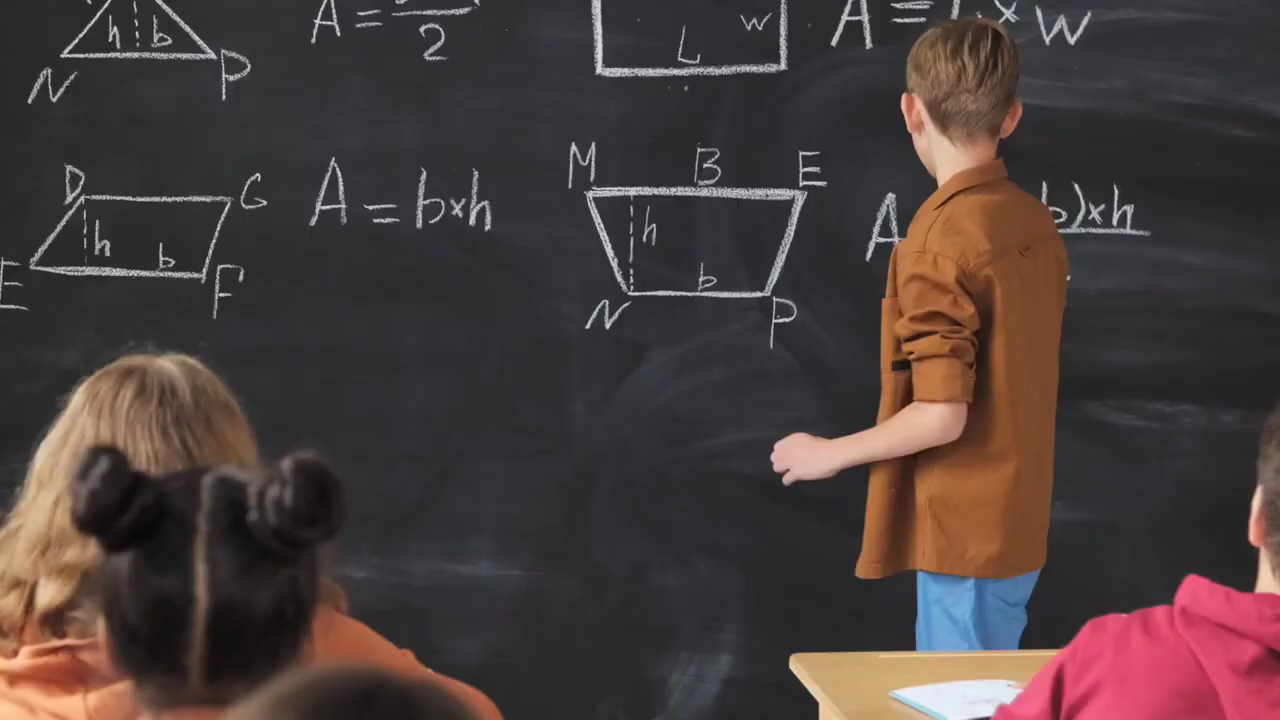 h b
N P
A = 2
L w
A = x W
D G
h b
E F
A = b×h
M B E
h
b
N P
A b)×h